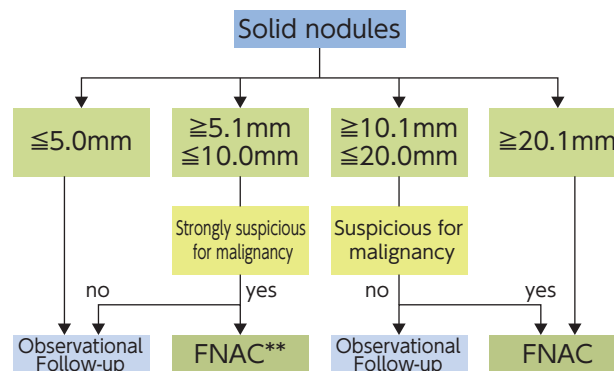 Solid nodules
≦5.0mm
≧5.1mm
≦10.0mm
≧10.1mm
≦20.0mm
≧20.1mm
Strongly suspicious
for malignancy
Suspicious for
malignancy
no
yes
no
yes
Observational
Follow-up
FNAC**
Observational
Follow-up
FNAC